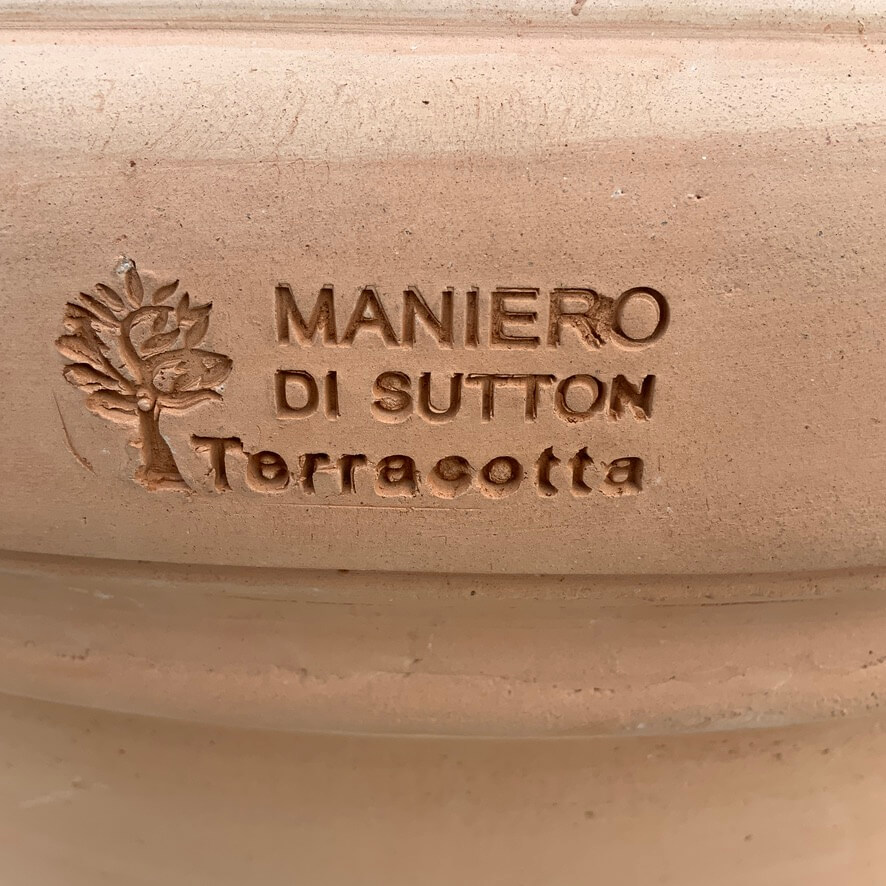 MANIERO
DI SUTTON
Terracotta